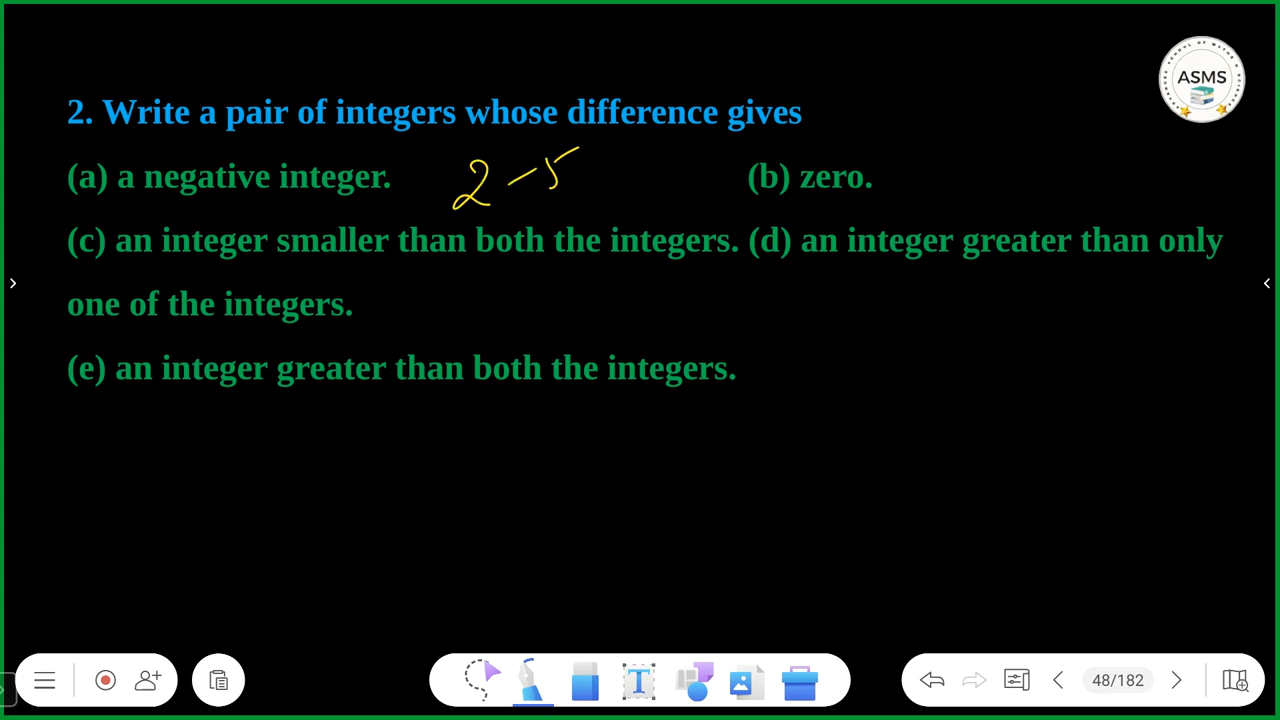 ASMS
2. Write a pair of integers whose difference gives
(a) a negative integer. 2 - 5 (b) zero.
(c) an integer smaller than both the integers. (d) an integer greater than only
one of the integers.
(e) an integer greater than both the integers.
48/182